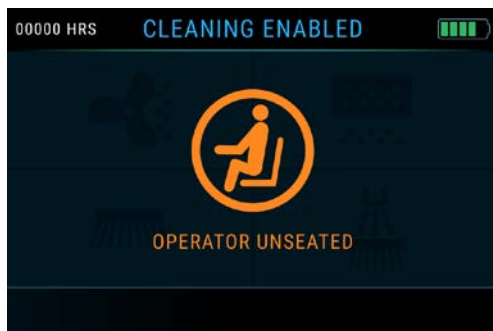 00000 HRS
CLEANING ENABLED
OPERATOR UNSEATED